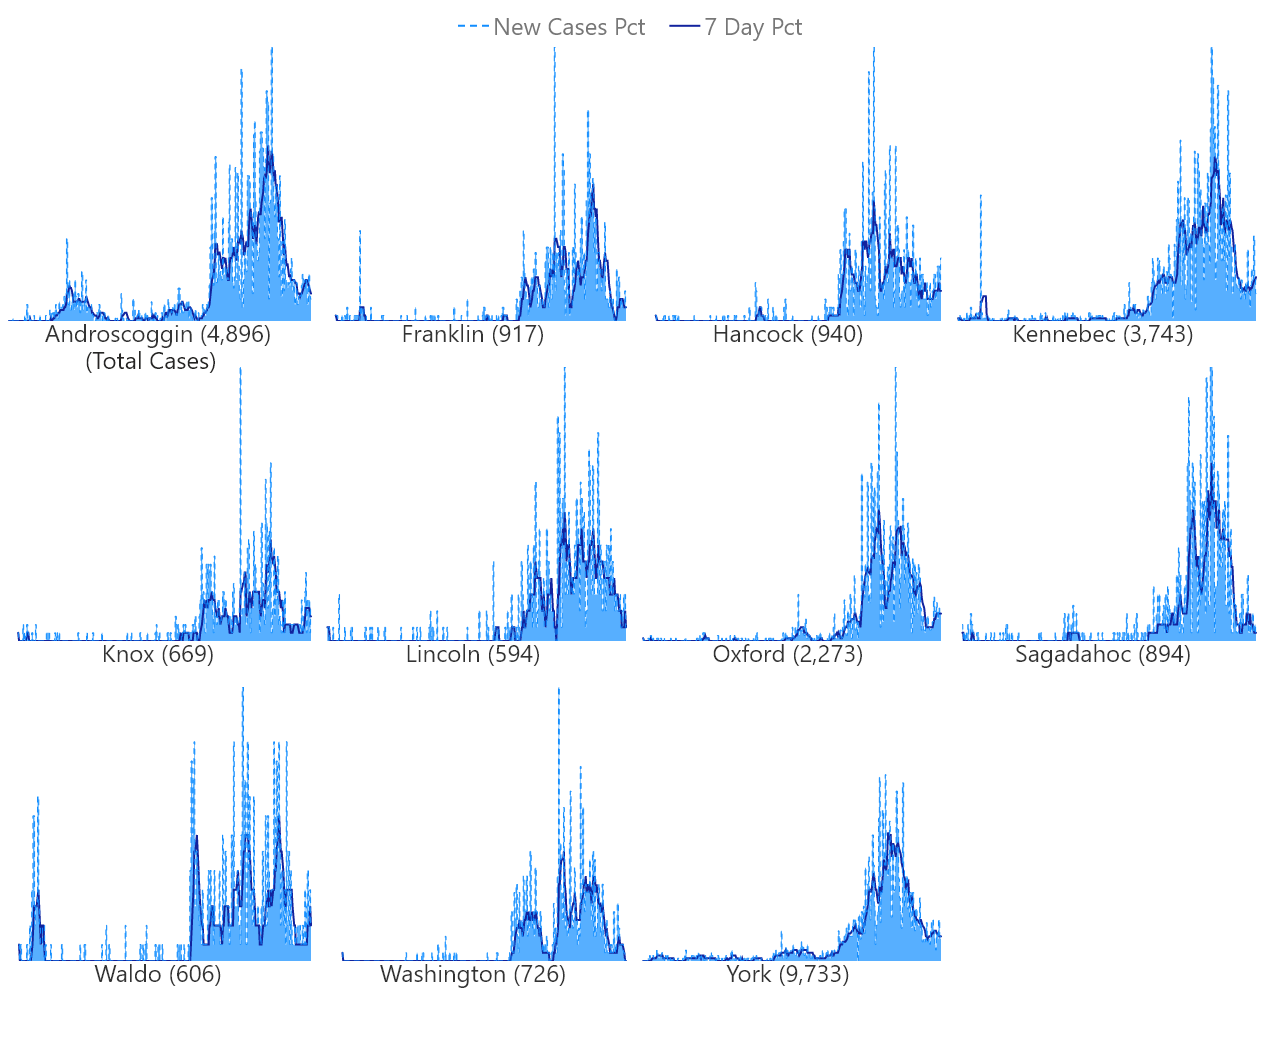 New Cases Pct 7 Day Pct
Androscoggin (4,896) Franklin (917) Hancock (940) Kennebec (3,743)
(Total Cases)
Knox (669) Lincoln (594) Oxford (2,273) Sagadahoc (894)
Waldo (606) Washington (726) York (9,733)